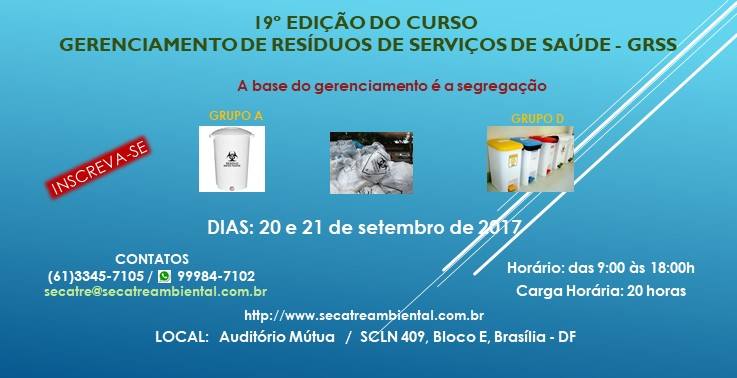 19º EDIÇÃO DO CURSO
GERENCIAMENTO DE RESÍDUOS DE SERVIÇOS DE SAÚDE - GRSS
A base do gerenciamento é a segregação
GRUPO A
GRUPO D
INSCREVA-SE
DIAS: 20 e 21 de setembro de 2017
CONTATOS
(61)3345-7105 / 99984-7102
secatre@secatreambiental.com.br
Horário: das 9:00 às 18:00h
Carga Horária: 20 horas
http://www.secatreambiental.com.br
LOCAL: Auditório Mútua / SCLN 409, Bloco E, Brasília - DF